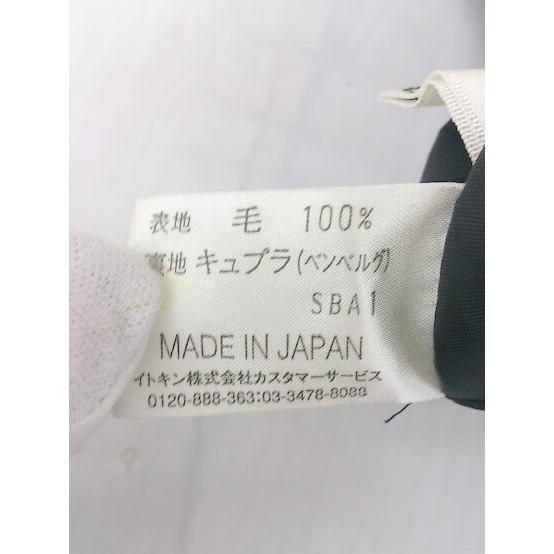 表地 毛 100%
裏地 キュプラ(ベンベルグ)
SBA1
MADE IN JAPAN
イトキン株式会社カスタマーサービス
0120-888-363:03-3478-8088